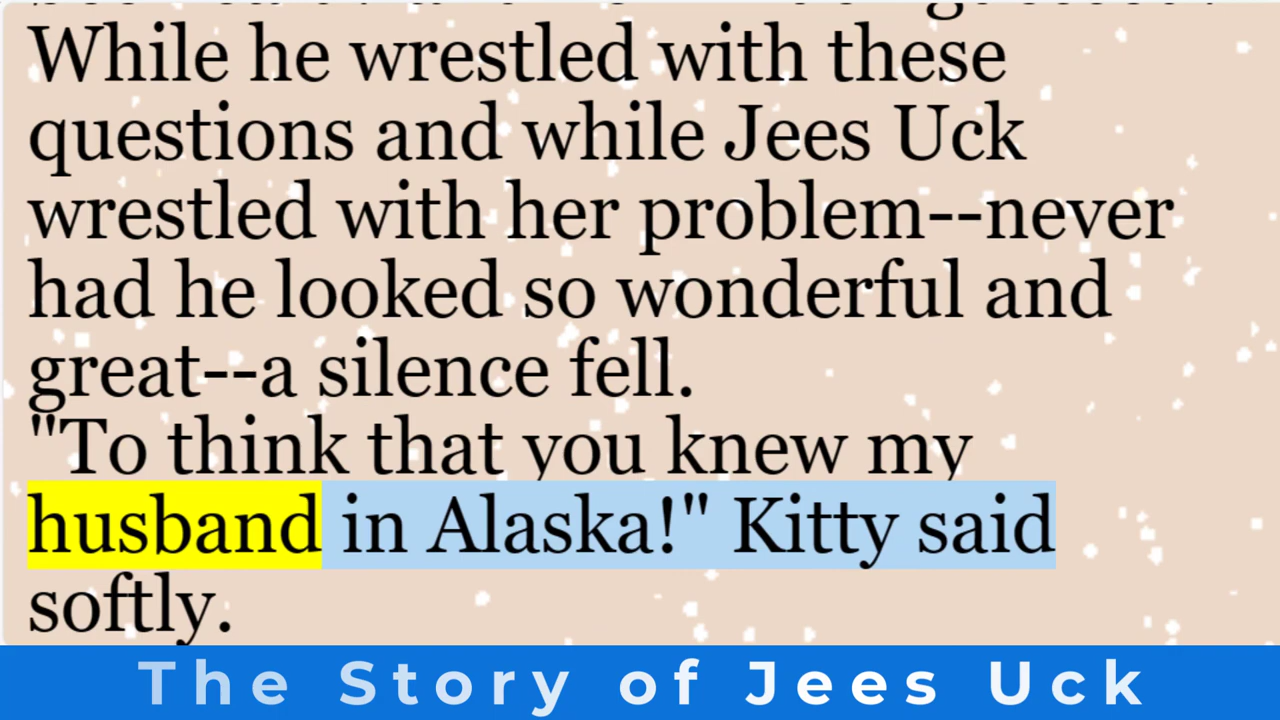 While he wrestled with these
questions and while Jees Uck
wrestled with her problem--never
had he looked so wonderful and
great--a silence fell.
"To think that you knew my
husband in Alaska!" Kitty said
softly.
The Story of Jees Uck